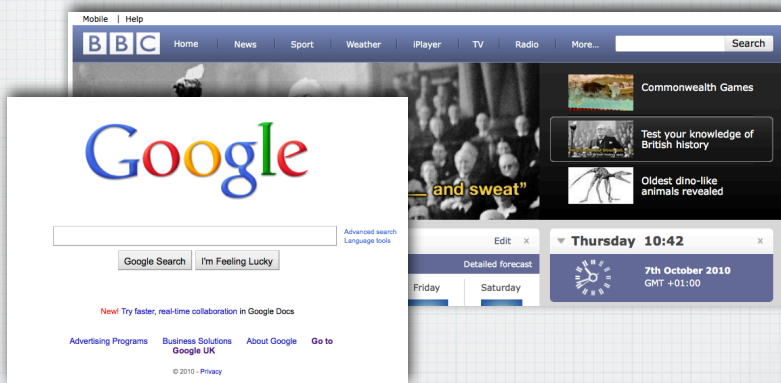 Mobile | Help
BBC Home News Sport Weather iPlayer TV Radio More... Search
Commonwealth Games
Test your knowledge of
British history
Oldest dino-like
animals revealed
and sweat”
Edit ×
Detailed forecast
Friday Saturday
Thursday 10:42 ×
7th October 2010
GMT +01:00
Google
Advanced search
Language tools
Google Search I'm Feeling Lucky
New! Try faster, real-time collaboration in Google Docs
Advertising Programs Business Solutions About Google Go to
Google UK
© 2010 - Privacy